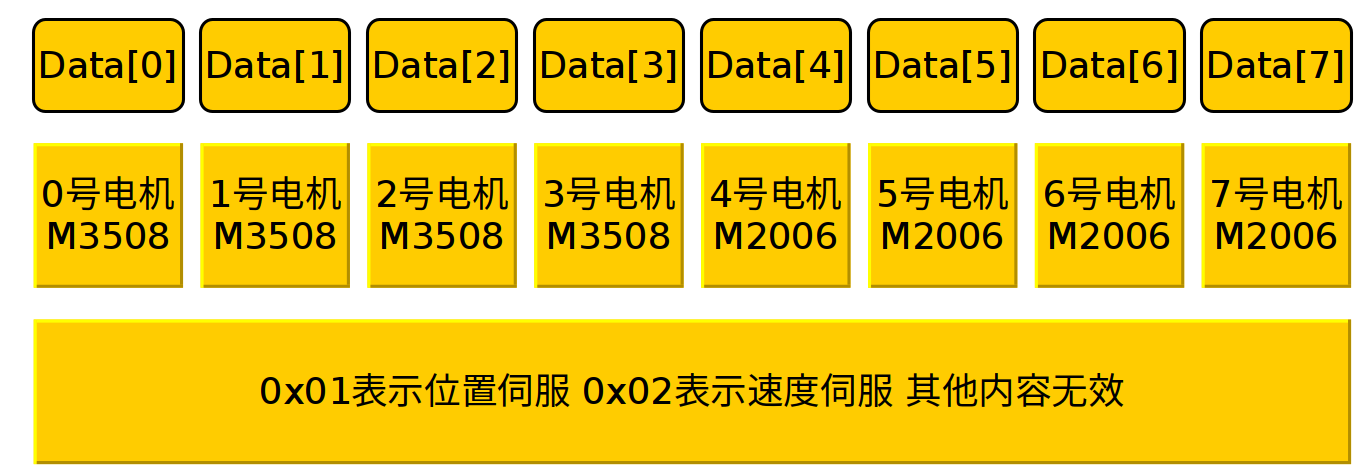 Data[0] Data[1] Data[2] Data[3] Data[4] Data[5] Data[6] Data[7]
0号电机 1号电机 2号电机 3号电机 4号电机 5号电机 6号电机 7号电机
M3508 M3508 M3508 M3508 M2006 M2006 M2006 M2006
0x01表示位置伺服 0x02表示速度伺服 其他内容无效